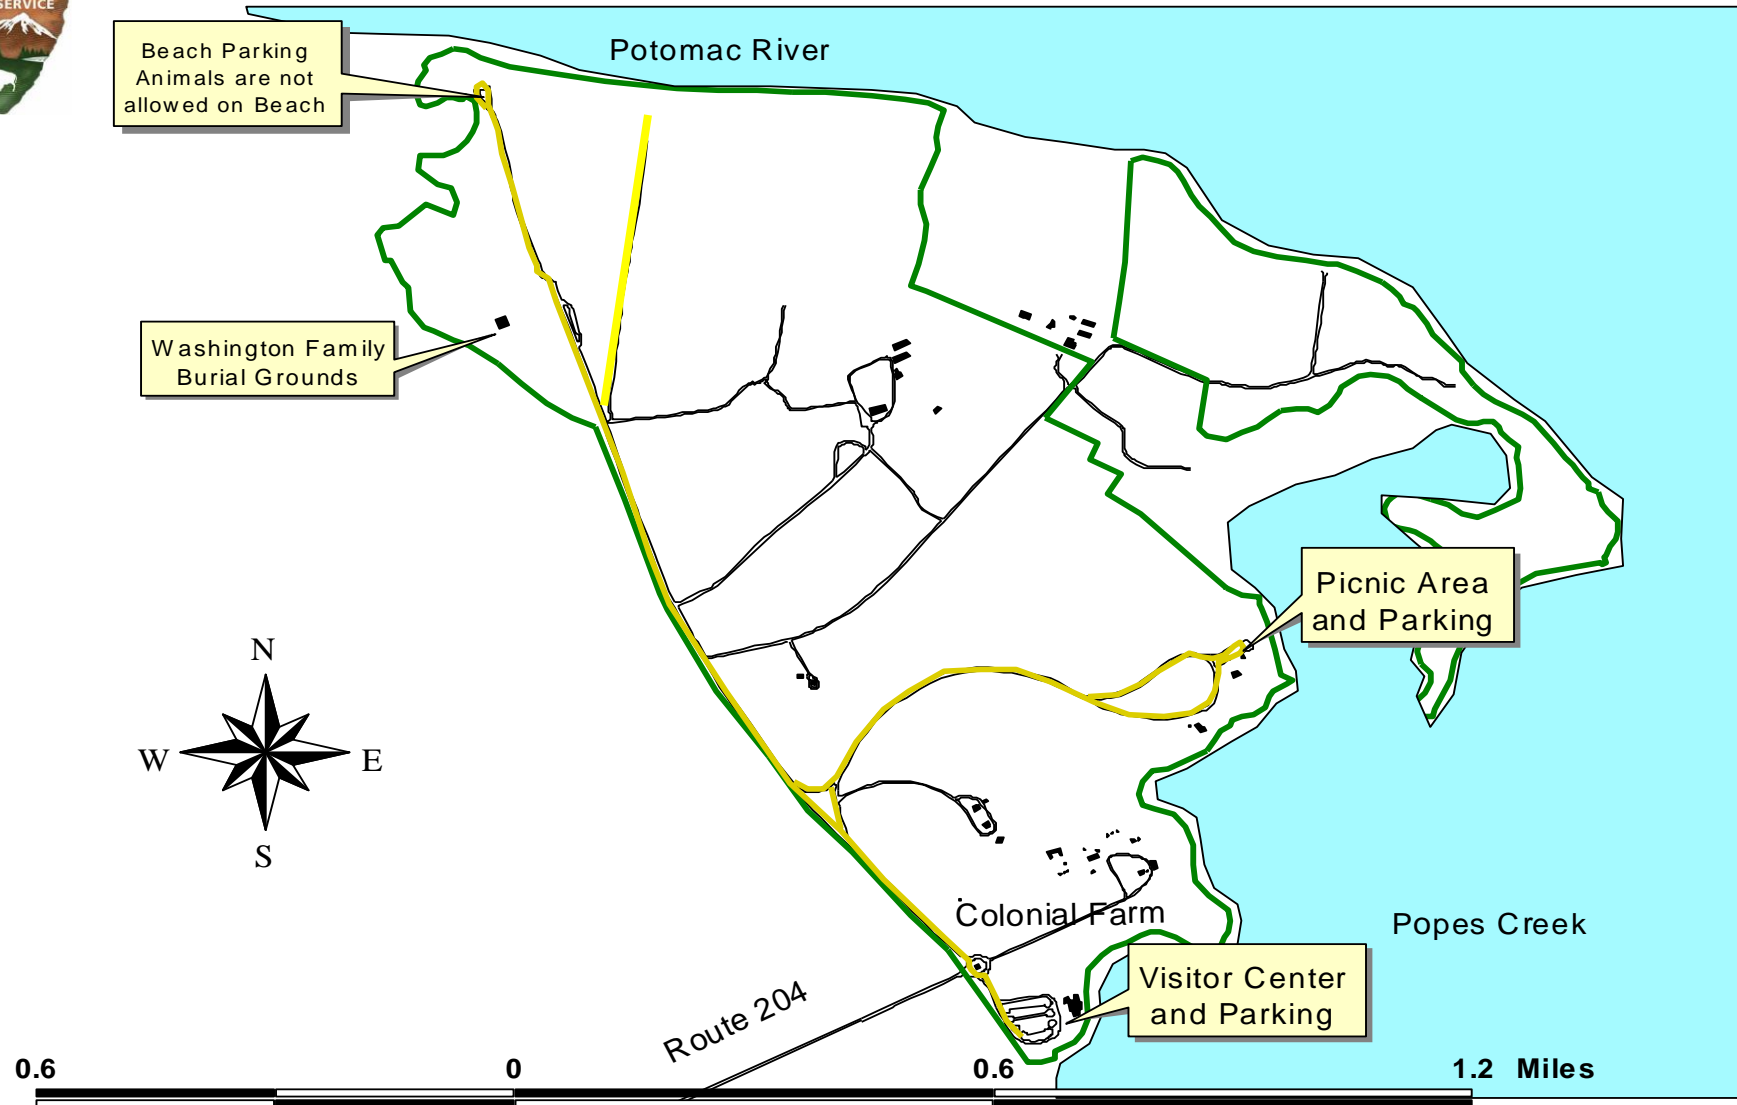 SERVICE
Beach Parking
Animals are not
allowed on Beach
Potomac River
Washington Family
Burial Grounds
Picnic Area
and Parking
N
W
E
S
Colonial Farm
Popes Creek
Visitor Center
and Parking
Route 204
0.6
0
0.6
1.2 Miles